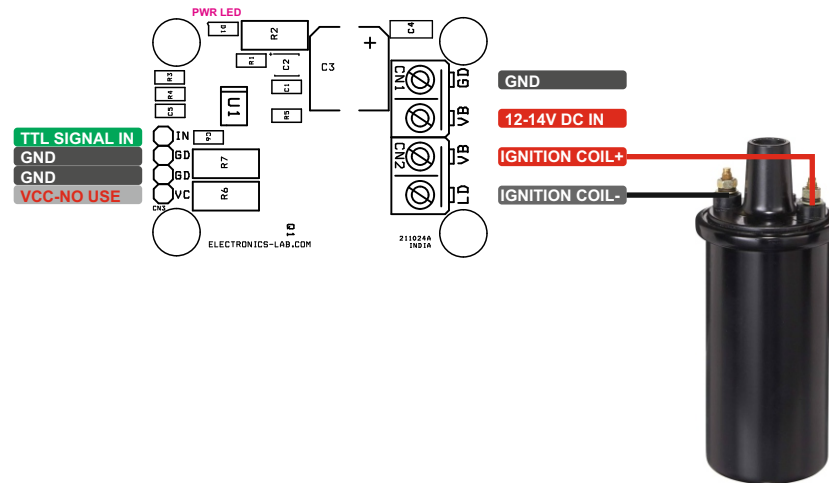 PWR LED
D1
R2
C4
R1
C2
C3
+
R3
C1
CN1
GD
GND
R4
U1
C5
R5
VB
12-14V DC IN
TTL SIGNAL IN
IN
C6
GND
GD
R7
CN2
VB
IGNITION COIL+
GND
GD
VCC-NO USE
VC
R6
LD
IGNITION COIL-
CN3
Q1
ELECTRONICS-LAB.COM
211024A
INDIA